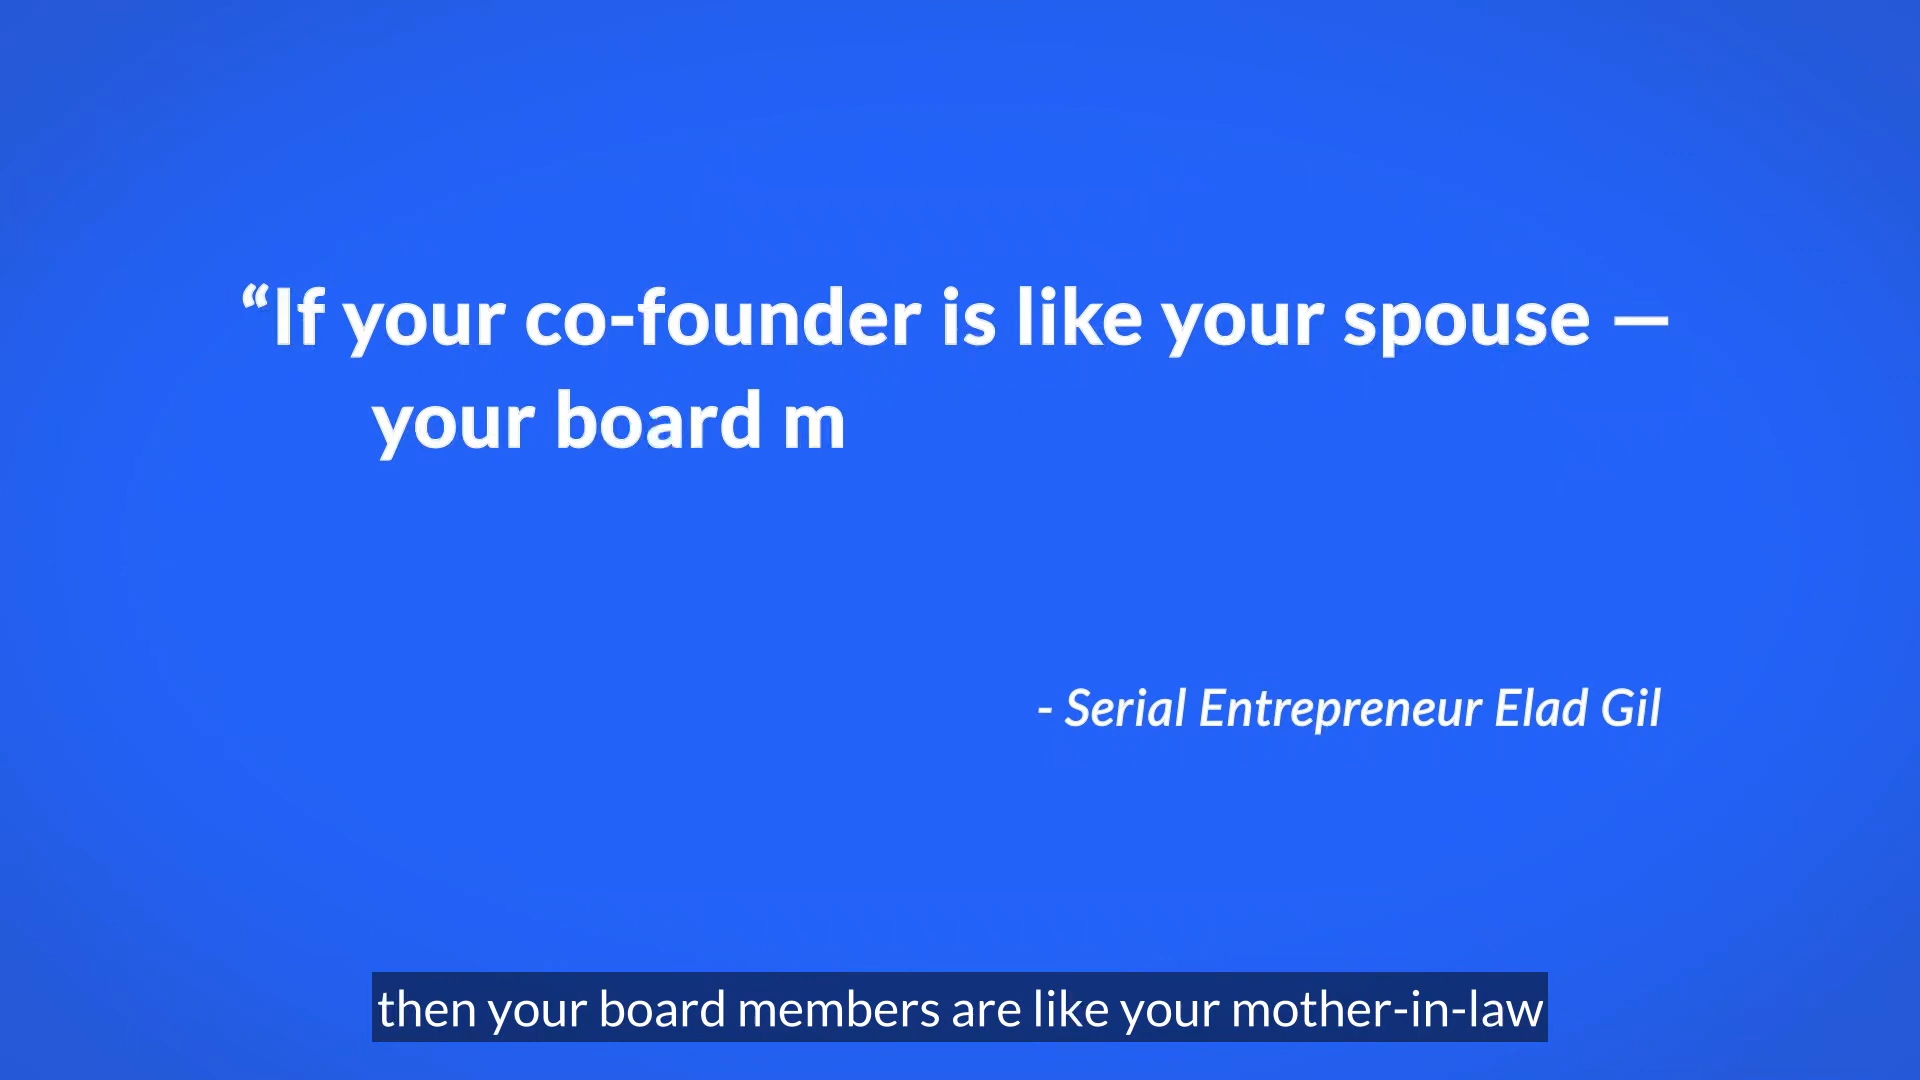 “If your co-founder is like your spouse —
your board m
- Serial Entrepreneur Elad Gil
then your board members are like your mother-in-law